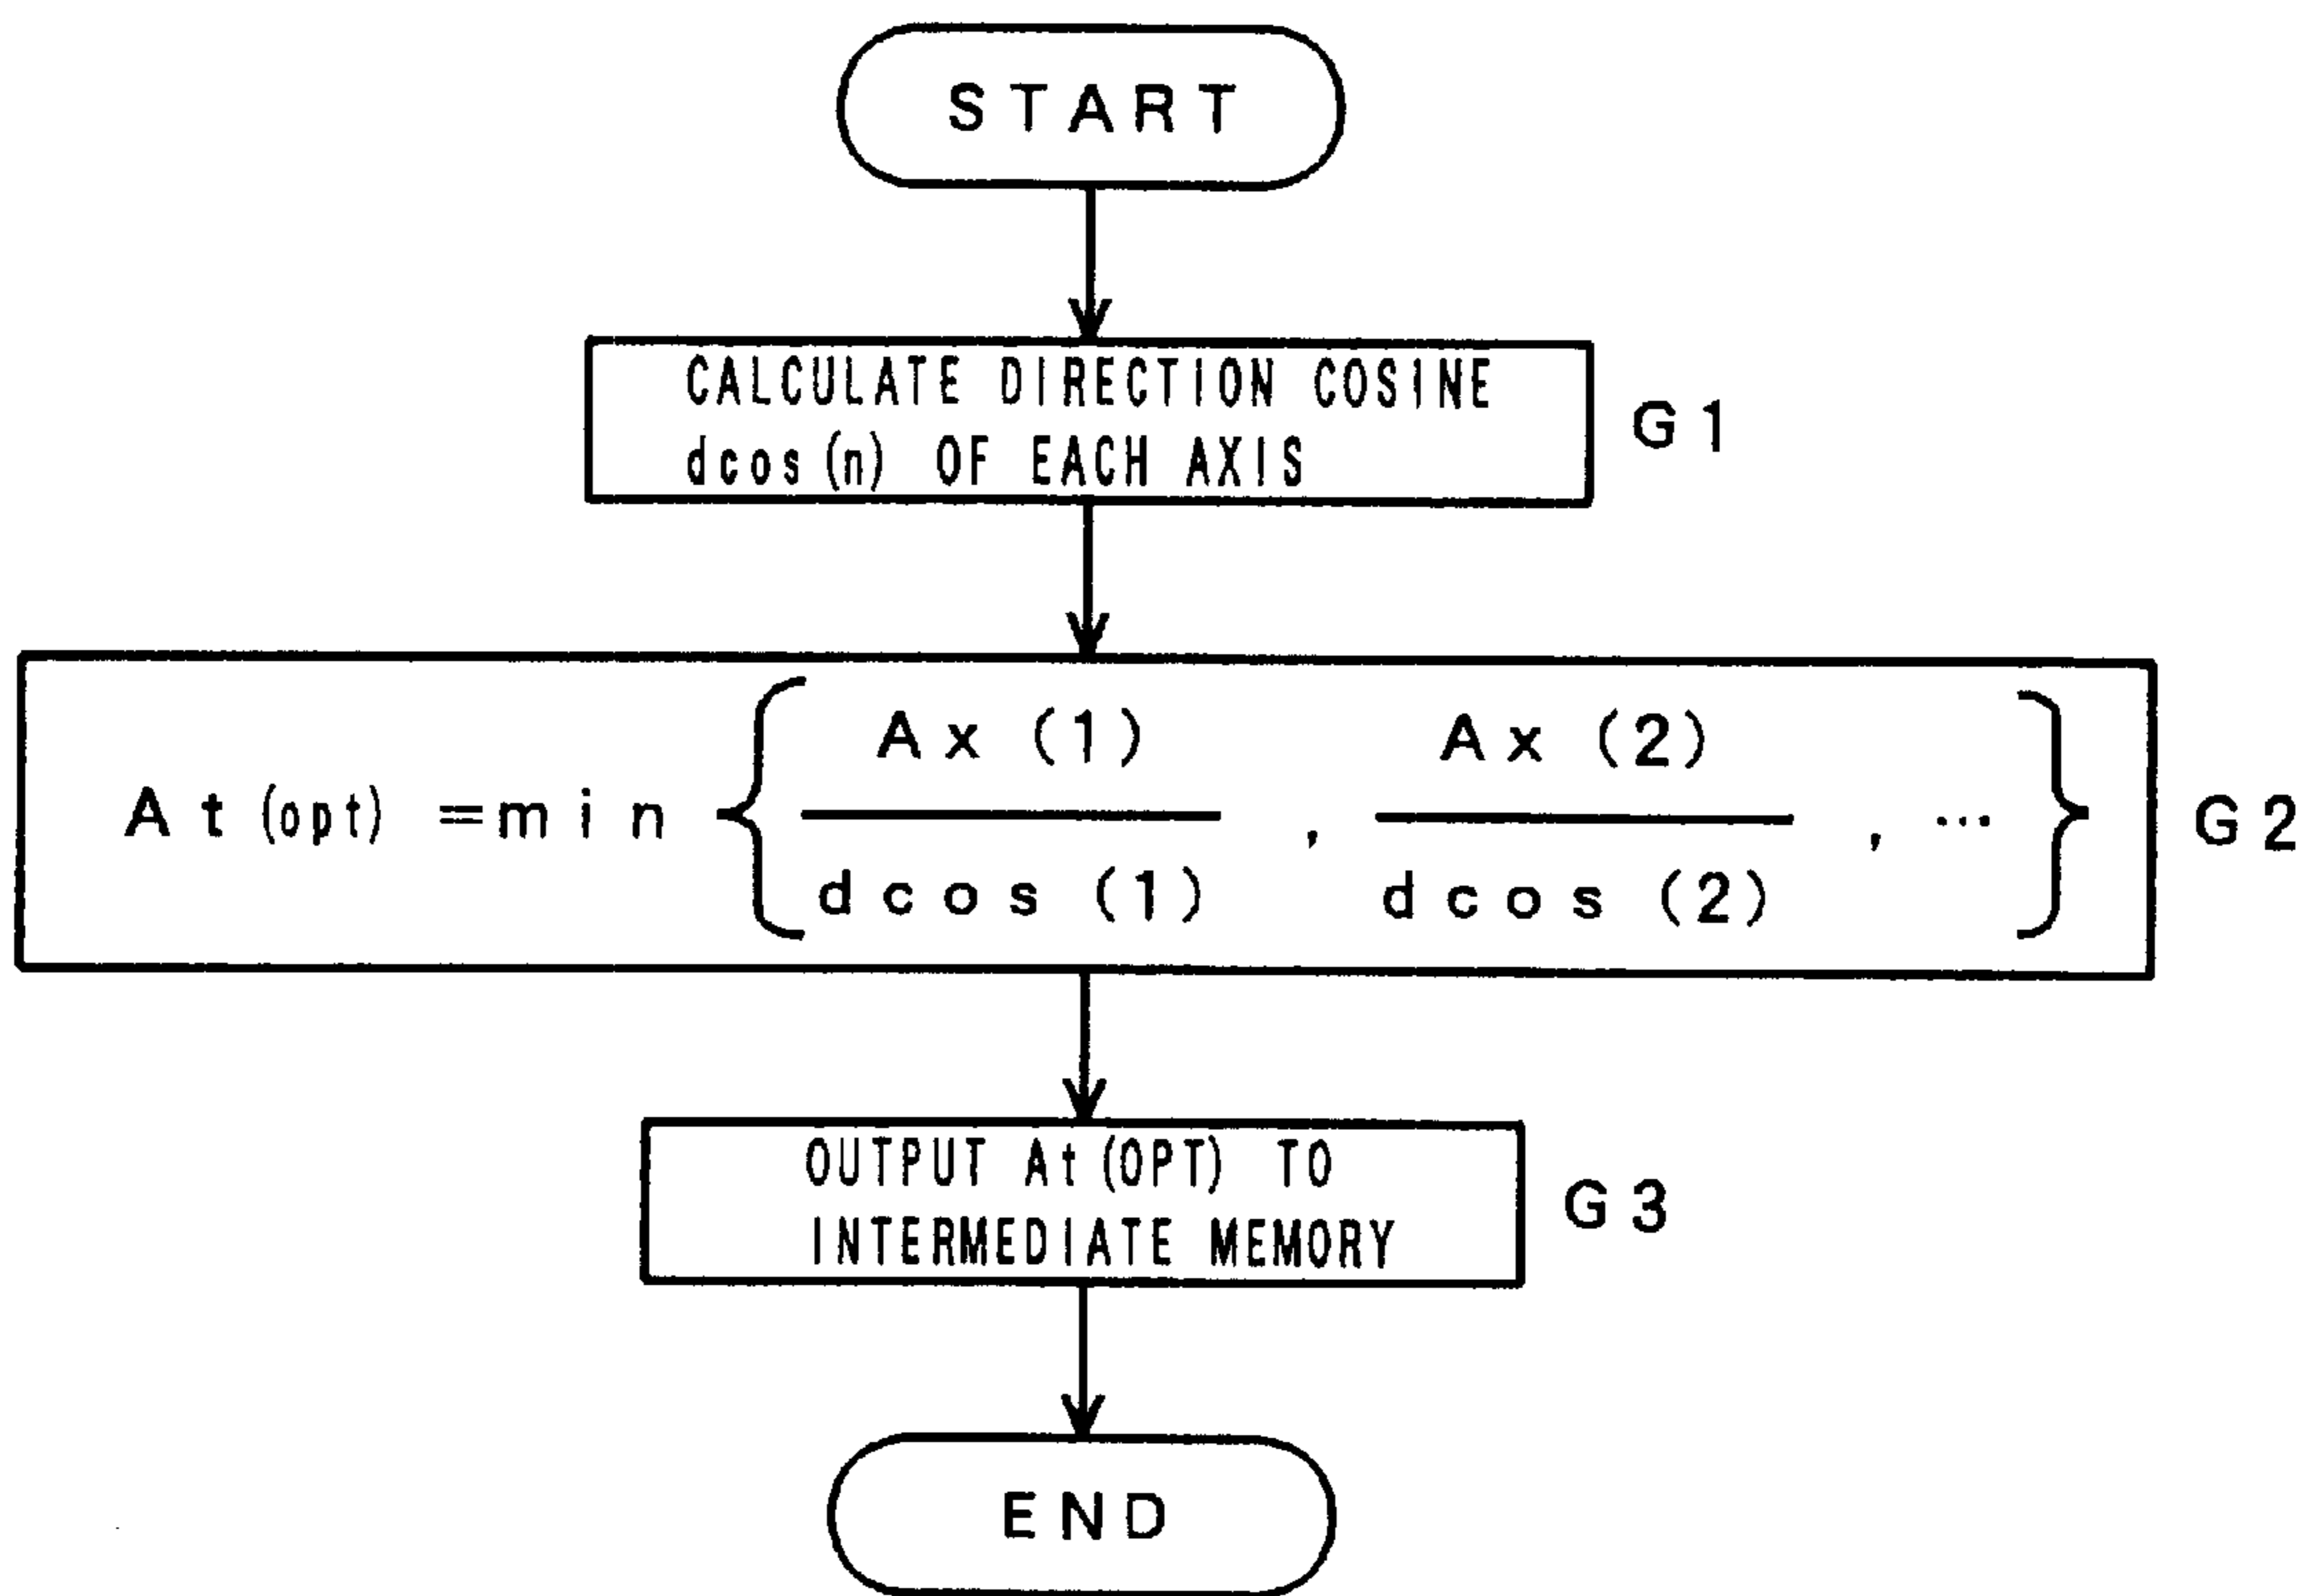 START
CALCULATE DIRECTION COSINE
dcos(n) OF EACH AXIS
G1
At(opt) =min { Ax(1) / dcos(1) , Ax(2) / dcos(2) , … }
G2
OUTPUT At(OPT) TO
INTERMEDIATE MEMORY
G3
END